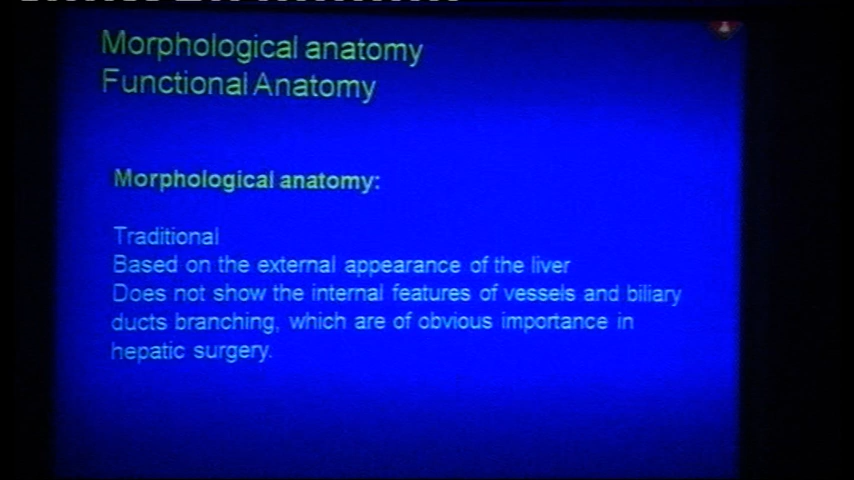 Morphological anatomy
Functional Anatomy
Morphological anatomy:
Traditional
Based on the external appearance of the liver
Does not show the internal features of vessels and biliary
ducts branching, which are of obvious importance in
hepatic surgery.